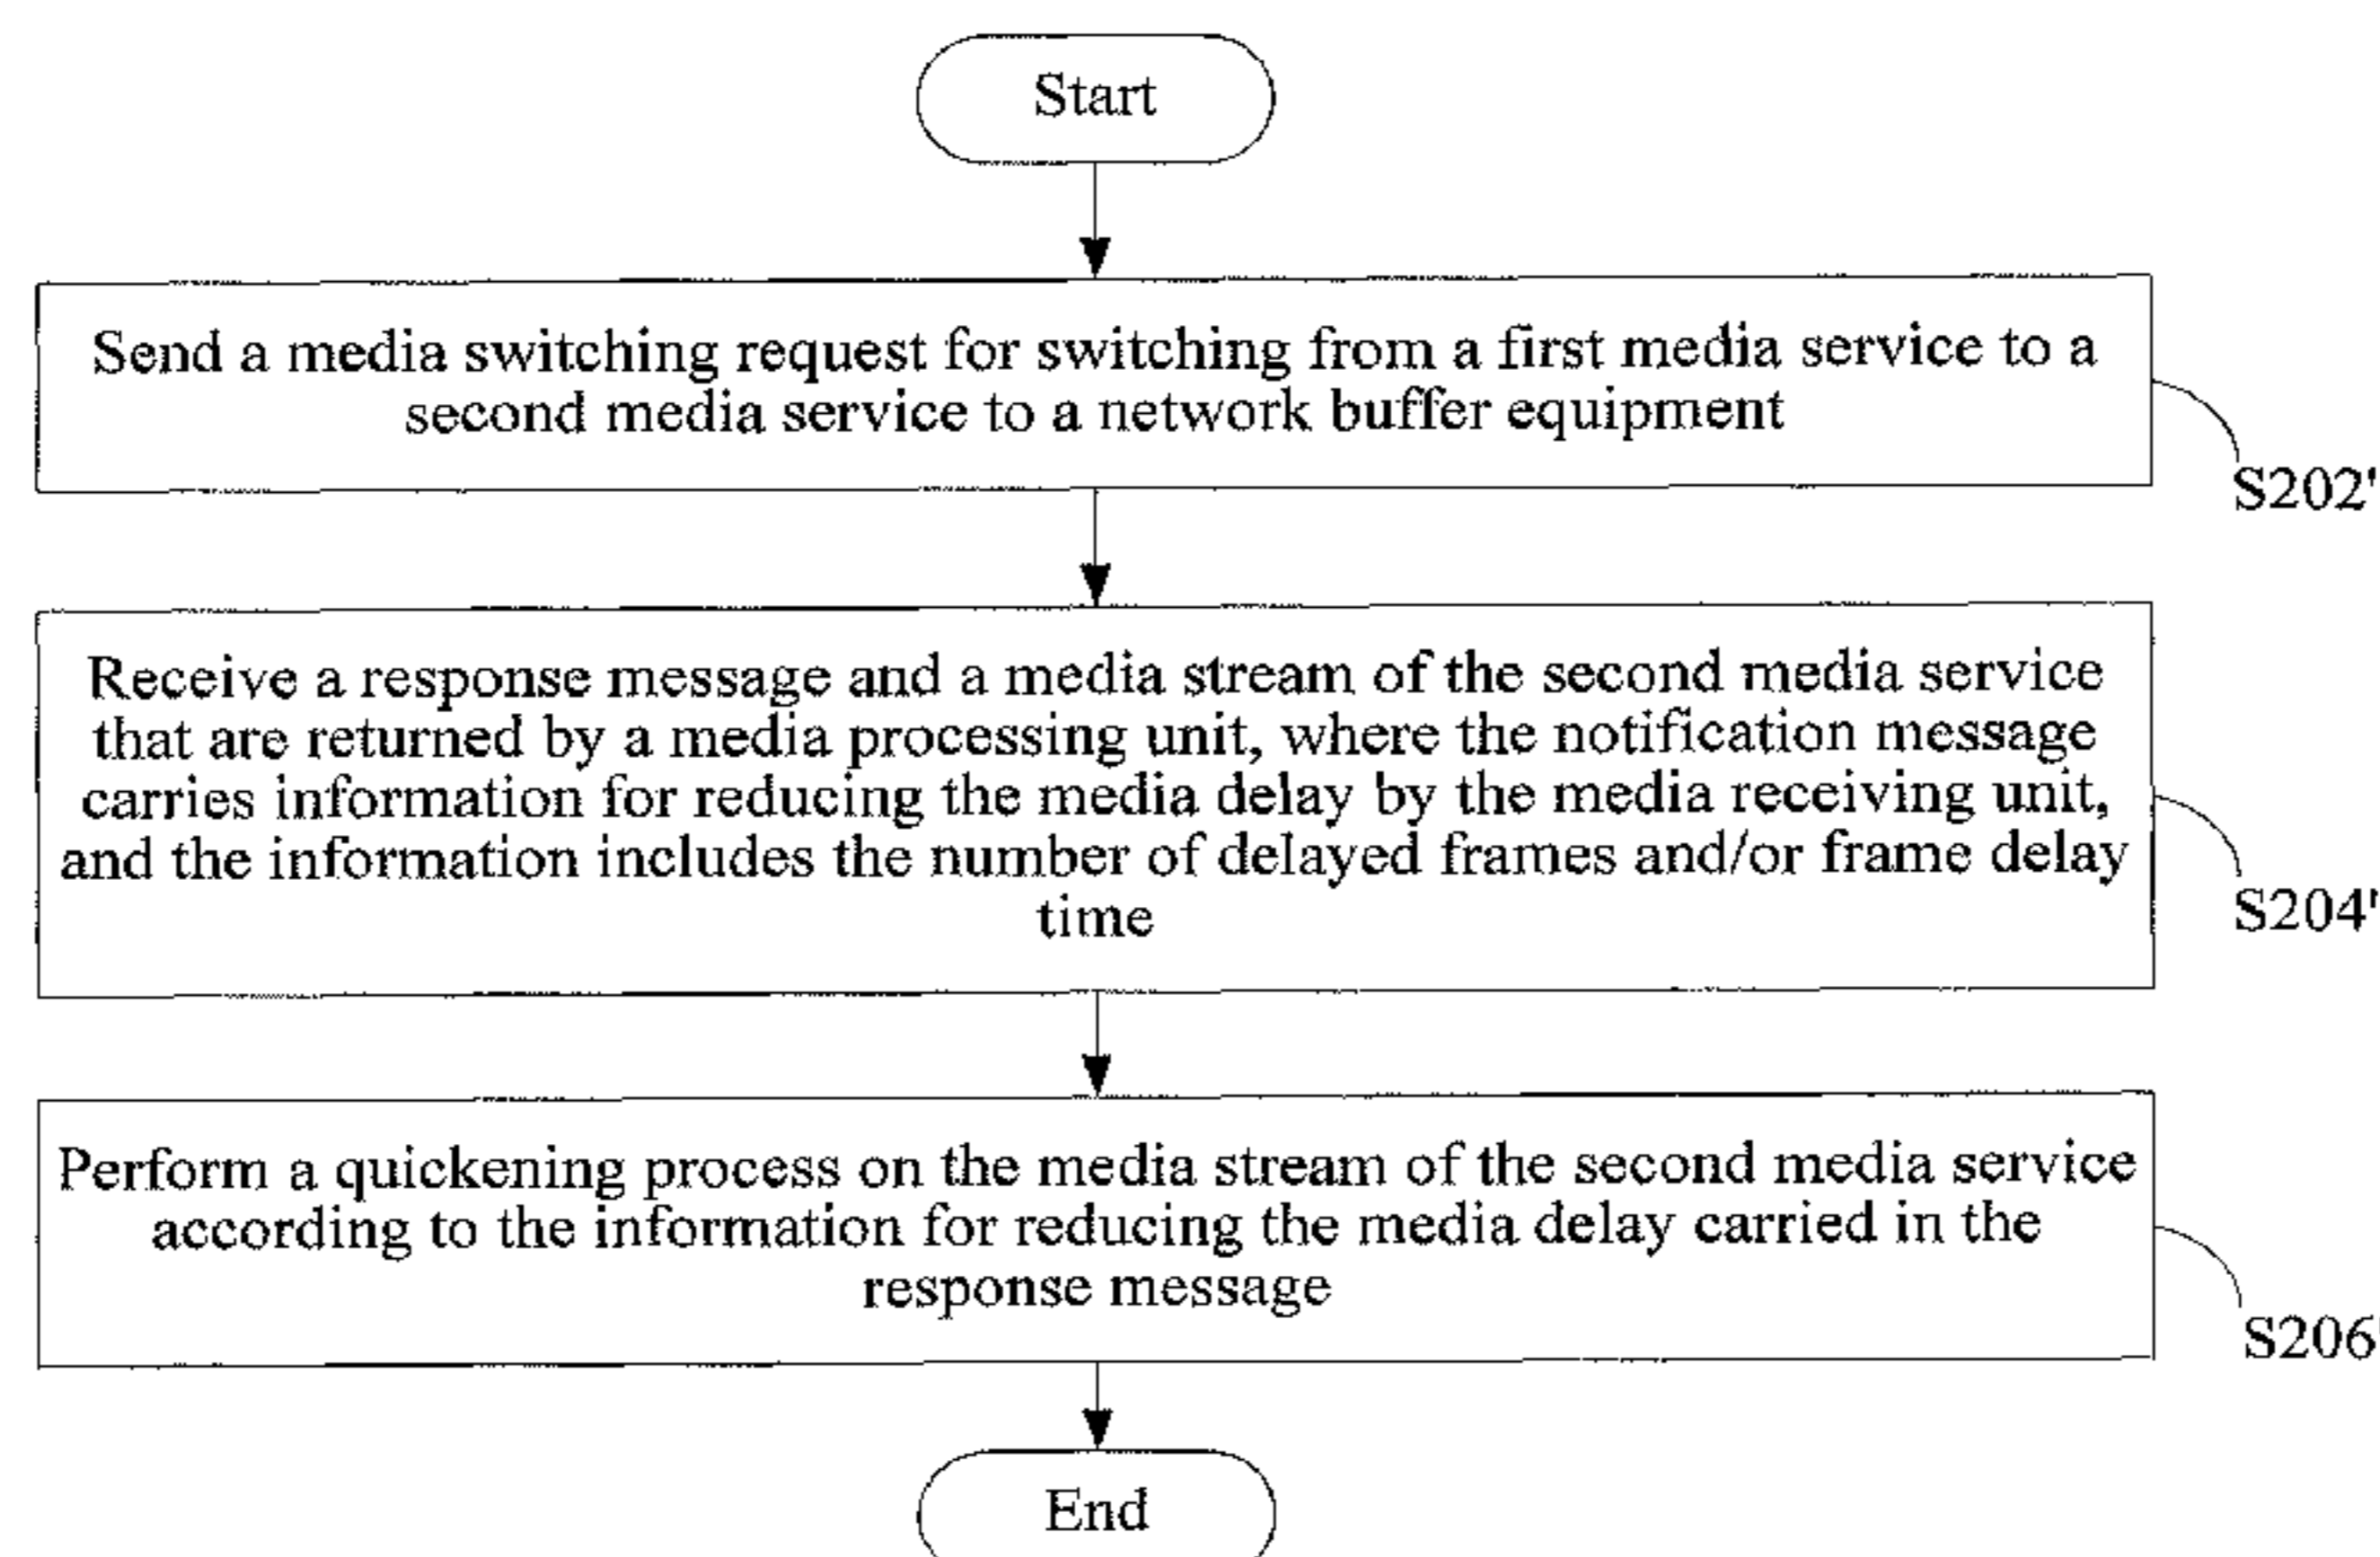 Start
Send a media switching request for switching from a first media service to a
second media service to a network buffer equipment
S202'
Receive a response message and a media stream of the second media service
that are returned by a media processing unit, where the notification message
carries information for reducing the media delay by the media receiving unit,
and the information includes the number of delayed frames and/or frame delay
time
S204'
Perform a quickening process on the media stream of the second media service
according to the information for reducing the media delay carried in the
response message
S206'
End